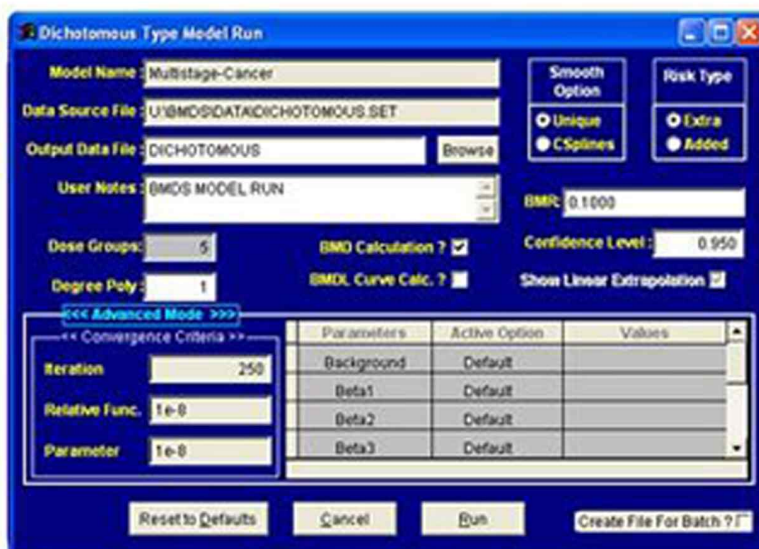 Dichotomous Type Model Run
Model Name: Multistage-Cancer
Data Source File: U:\BMDS\DATA\DICHOTOMOUS.SET
Output Data File: DICHOTOMOUS Browse
User Notes: BMDS MODEL RUN
Smooth Option
Unique
CSplines
Risk Type
Extra
Added
BMR: 0.1000
Dose Groups: 5
BMD Calculation ?
Confidence Level: 0.950
Degree Poly: 1
BMDL Curve Calc. ?
Show Linear Extrapolation
<<< Advanced Mode >>>
<< Convergence Criteria >>
Iteration 250
Relative Func. 1e-8
Parameter 1e-8
Parameters Active Option Values
Background Default
Beta1 Default
Beta2 Default
Beta3 Default
Reset to Defaults Cancel Run Create File For Batch ?